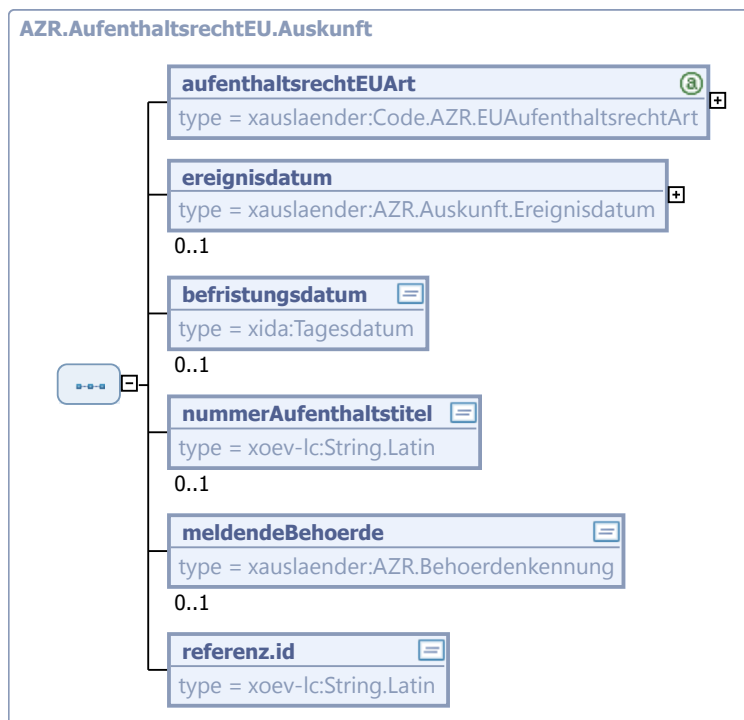 AZR.AufenthaltsrechtEU.Auskunft
aufenthaltsrechtEUArt
type = xauslaender:Code.AZR.EUAufenthaltsrechtArt
ereignisdatum
type = xauslaender:AZR.Auskunft.Ereignisdatum
0..1
befristungsdatum
type = xida:Tagesdatum
0..1
nummerAufenthaltstitel
type = xoev-lc:String.Latin
0..1
meldendeBehoerde
type = xauslaender:AZR.Behoerdenkennung
0..1
referenz.id
type = xoev-lc:String.Latin